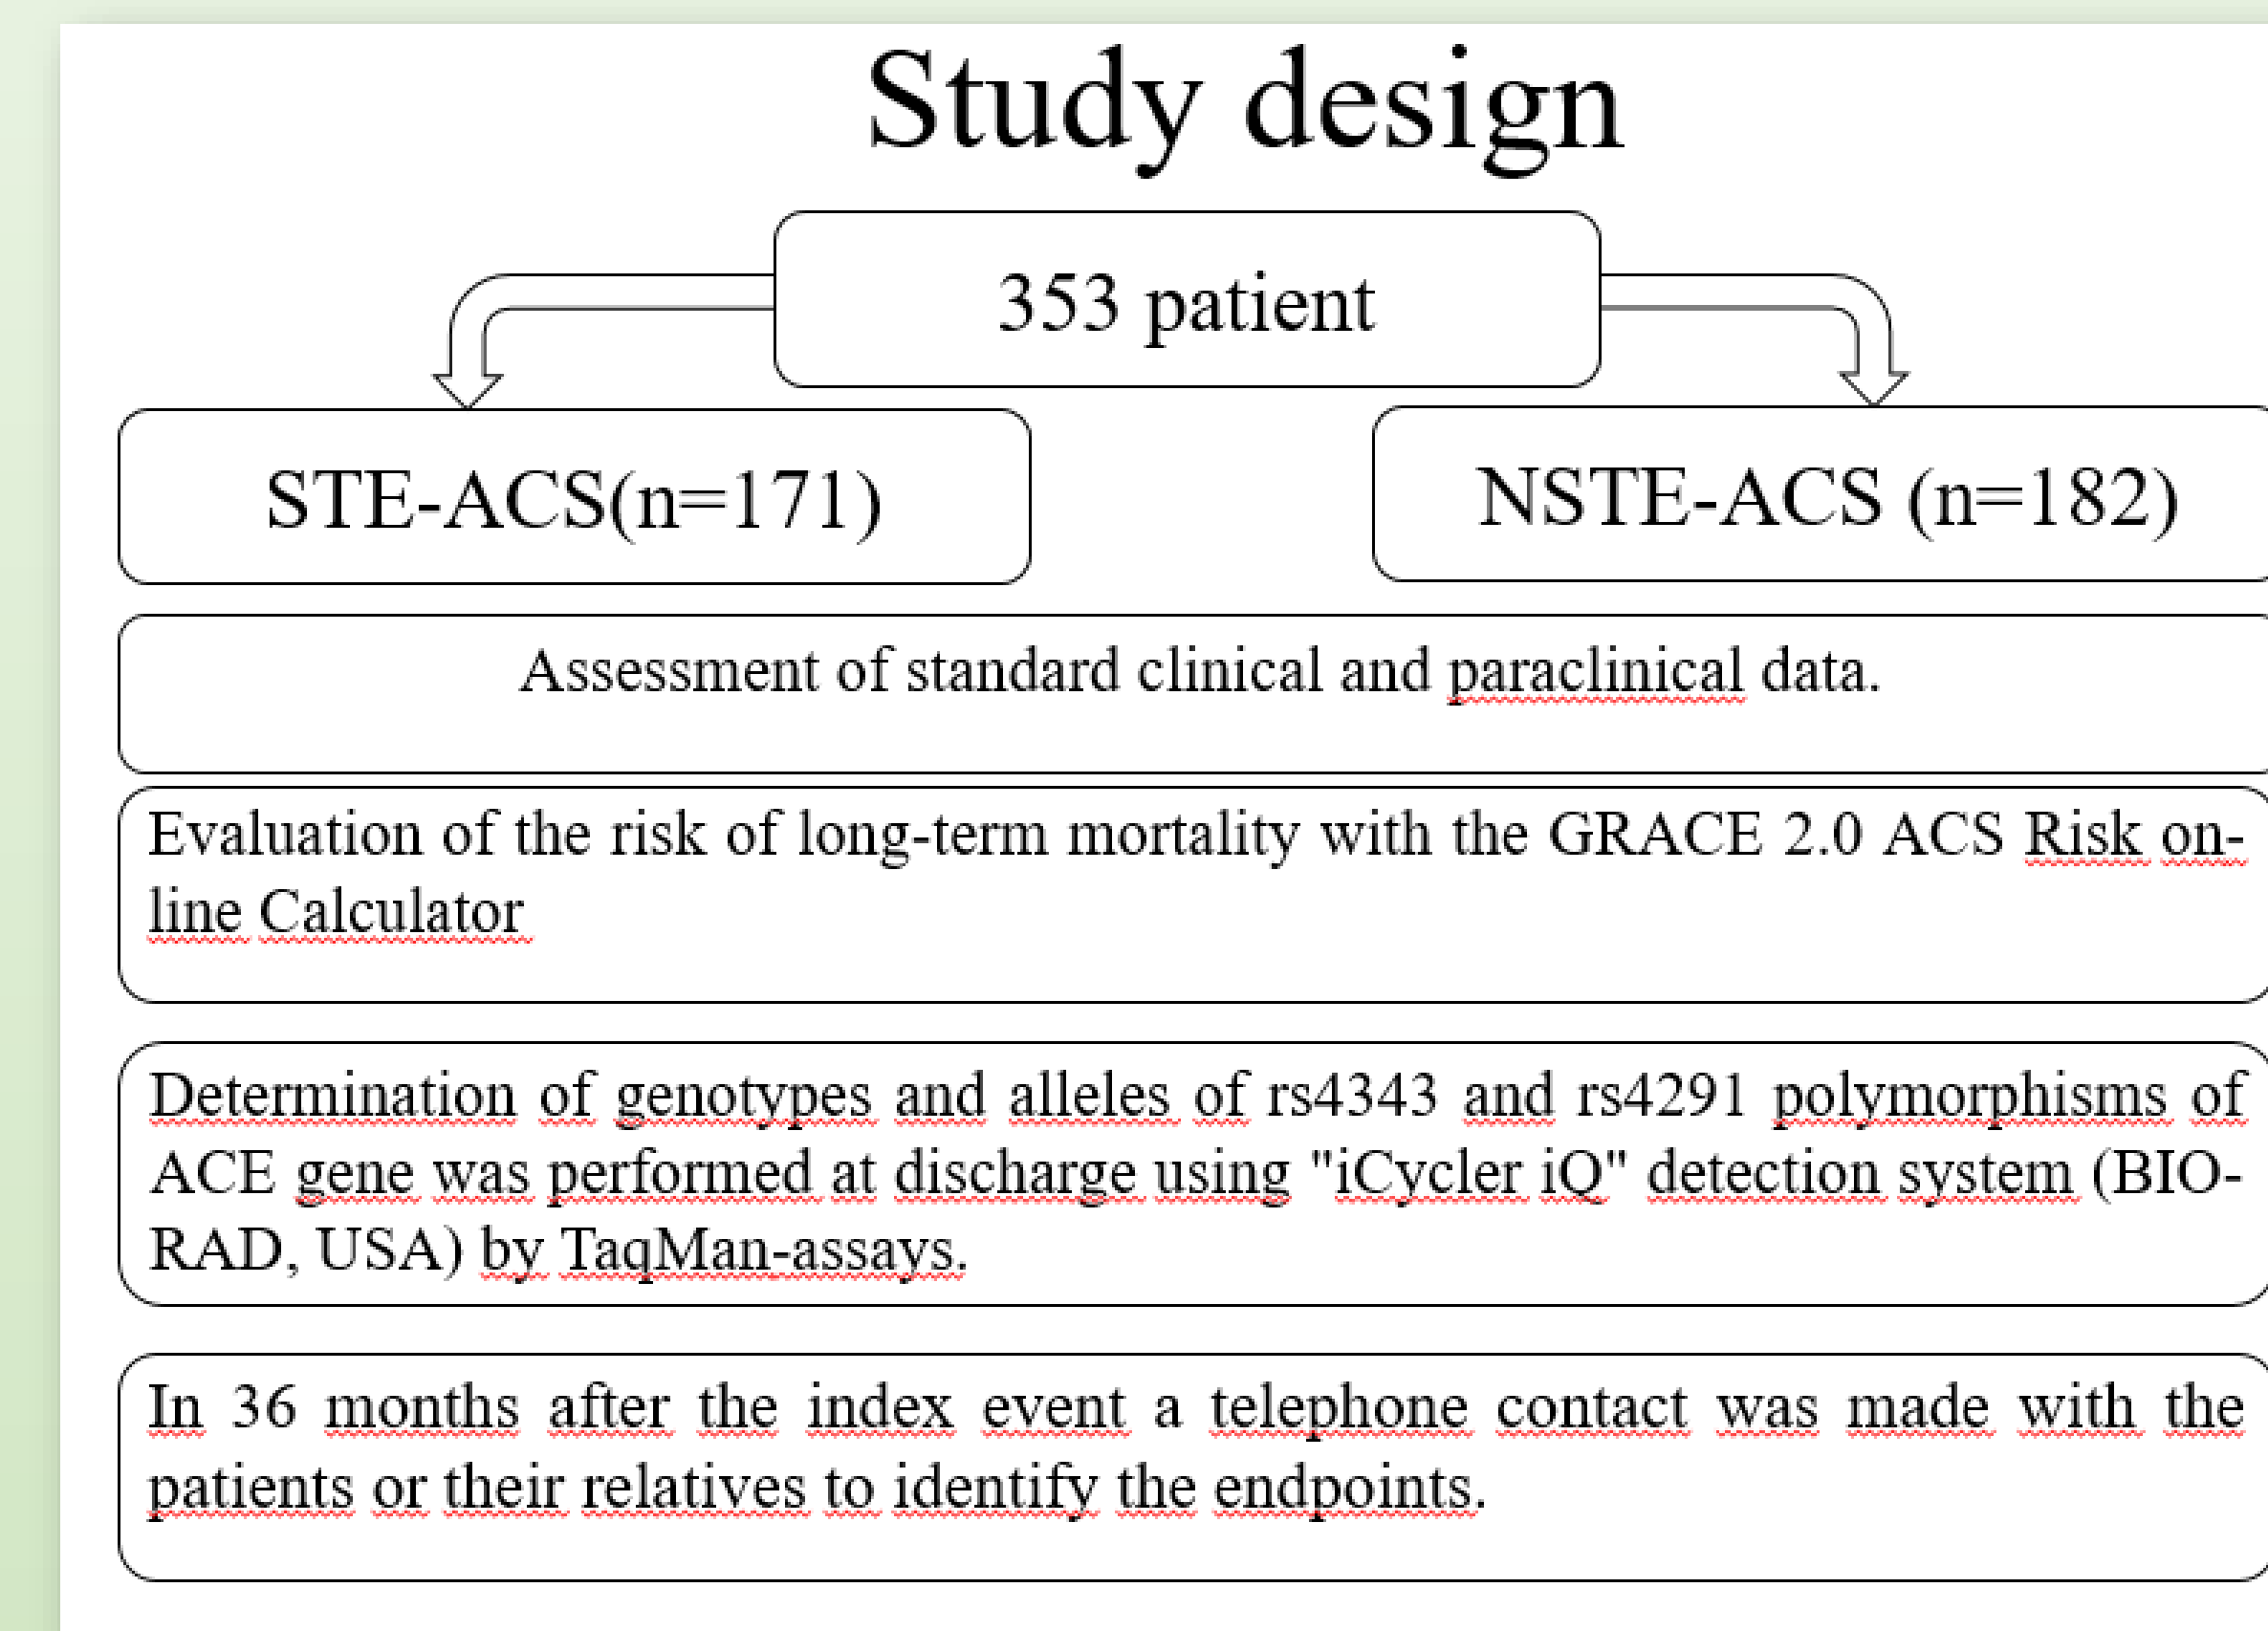 Study design
353 patient
STE-ACS(n=171)
NSTE-ACS (n=182)
Assessment of standard clinical and paraclinical data.
Evaluation of the risk of long-term mortality with the GRACE 2.0 ACS Risk on-
line Calculator
Determination of genotypes and alleles of rs4343 and rs4291 polymorphisms of
ACE gene was performed at discharge using "iCycler iQ" detection system (BIO-
RAD, USA) by TaqMan-assays.
In 36 months after the index event a telephone contact was made with the
patients or their relatives to identify the endpoints.